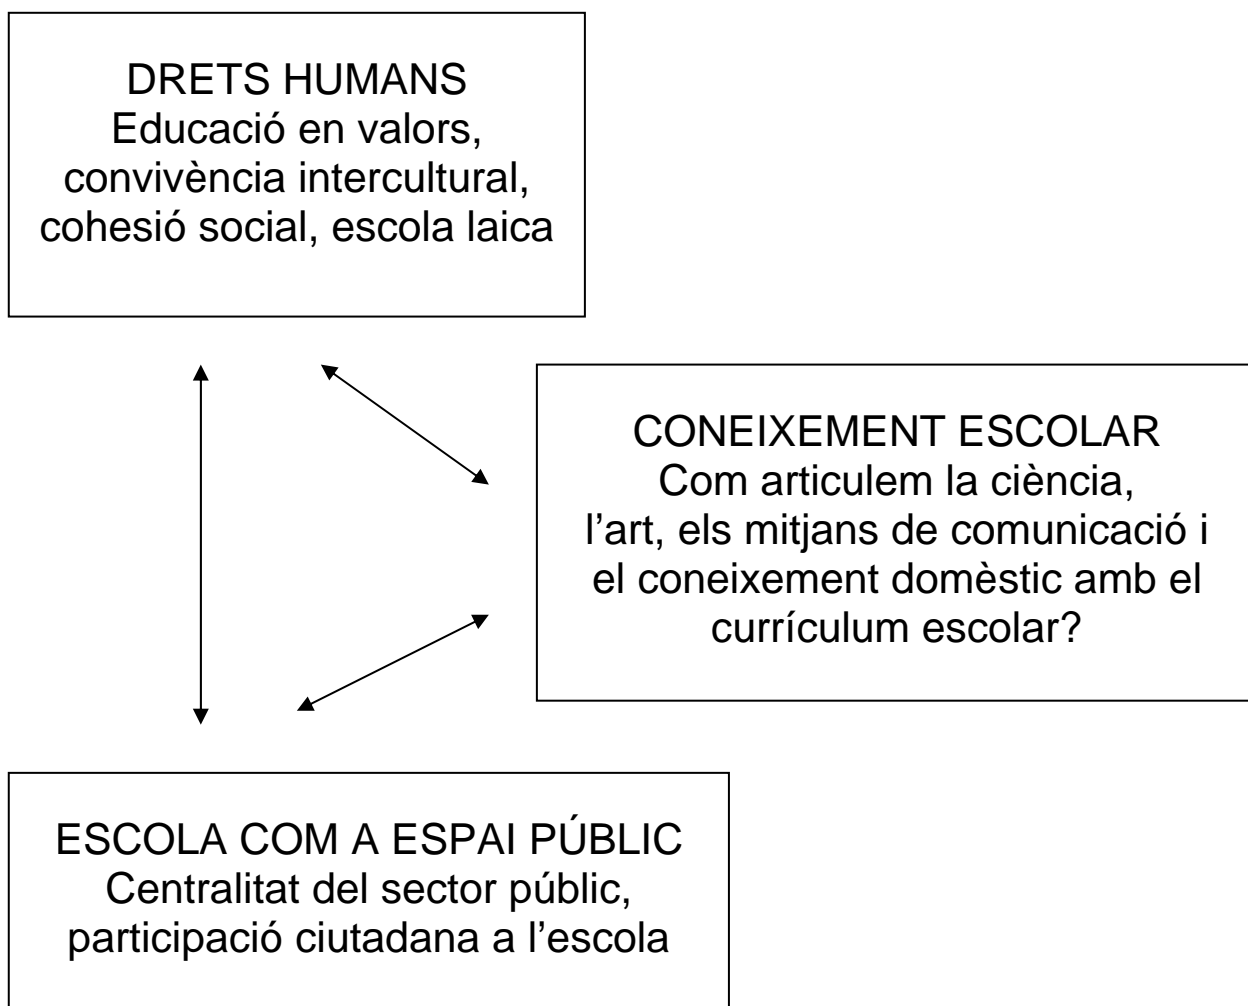 DRETS HUMANS
Educació en valors,
convivència intercultural,
cohesió social, escola laica
CONEIXEMENT ESCOLAR
Com articulem la ciència,
l’art, els mitjans de comunicació i
el coneixement domèstic amb el
currículum escolar?
ESCOLA COM A ESPAI PÚBLIC
Centralitat del sector públic,
participació ciutadana a l’escola